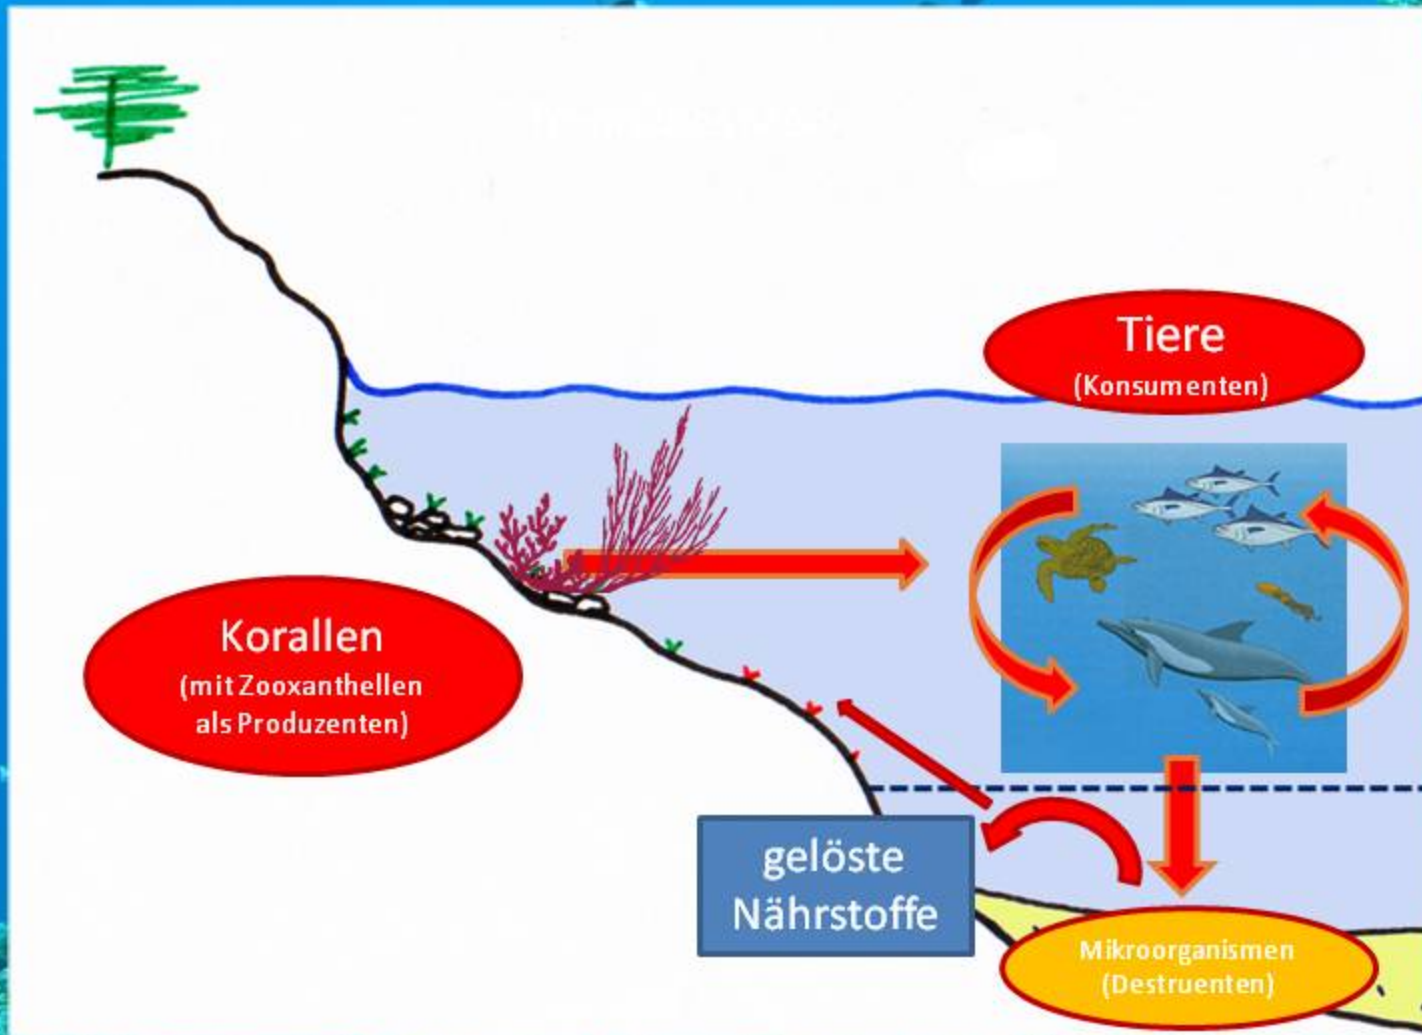 Tiere
(Konsumenten)
Korallen
(mit Zooxanthellen
als Produzenten)
gelöste
Nährstoffe
Mikroorganismen
(Destruenten)